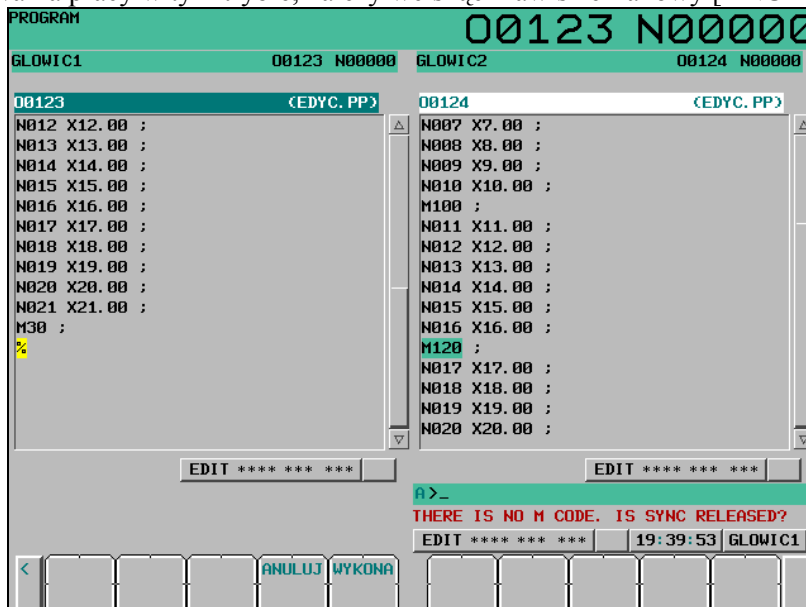 PROGRAM
O0123 N00000
GLOWIC1 O0123 N00000
GLOWIC2 O0124 N00000
O0123 (EDYC.PP)
N012 X12.00 ;
N013 X13.00 ;
N014 X14.00 ;
N015 X15.00 ;
N016 X16.00 ;
N017 X17.00 ;
N018 X18.00 ;
N019 X19.00 ;
N020 X20.00 ;
N021 X21.00 ;
M30 ;
%
EDIT **** *** ***
O0124 (EDYC.PP)
N007 X7.00 ;
N008 X8.00 ;
N009 X9.00 ;
N010 X10.00 ;
M100 ;
N011 X11.00 ;
N012 X12.00 ;
N013 X13.00 ;
N014 X14.00 ;
N015 X15.00 ;
N016 X16.00 ;
M120 ;
N017 X17.00 ;
N018 X18.00 ;
N019 X19.00 ;
N020 X20.00 ;
EDIT **** *** ***
A>_
THERE IS NO M CODE. IS SYNC RELEASED?
EDIT **** *** *** 19:39:53 GLOWIC1
< ANULUJ WYKONA